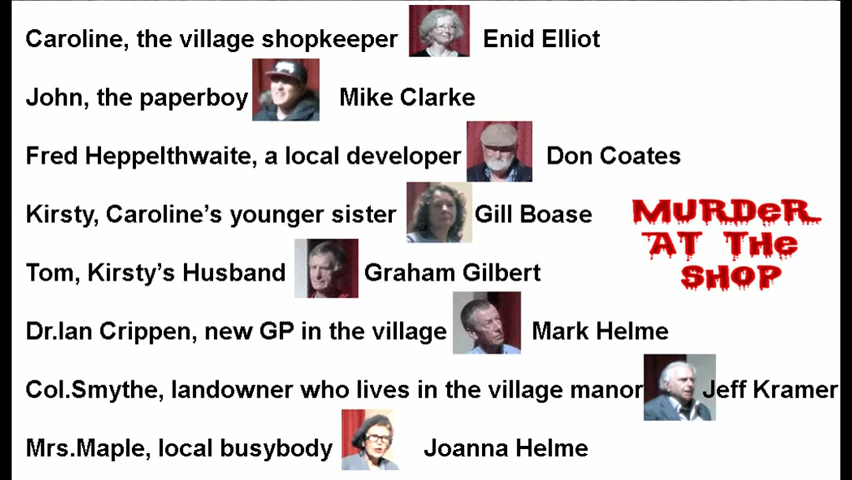 Caroline, the village shopkeeper Enid Elliot
John, the paperboy Mike Clarke
Fred Heppelthwaite, a local developer Don Coates
Kirsty, Caroline's younger sister Gill Boase
Tom, Kirsty's Husband Graham Gilbert
Dr.Ian Crippen, new GP in the village Mark Helme
Col.Smythe, landowner who lives in the village manor Jeff Kramer
Mrs.Maple, local busybody Joanna Helme
MURDER
AT THE
SHOP